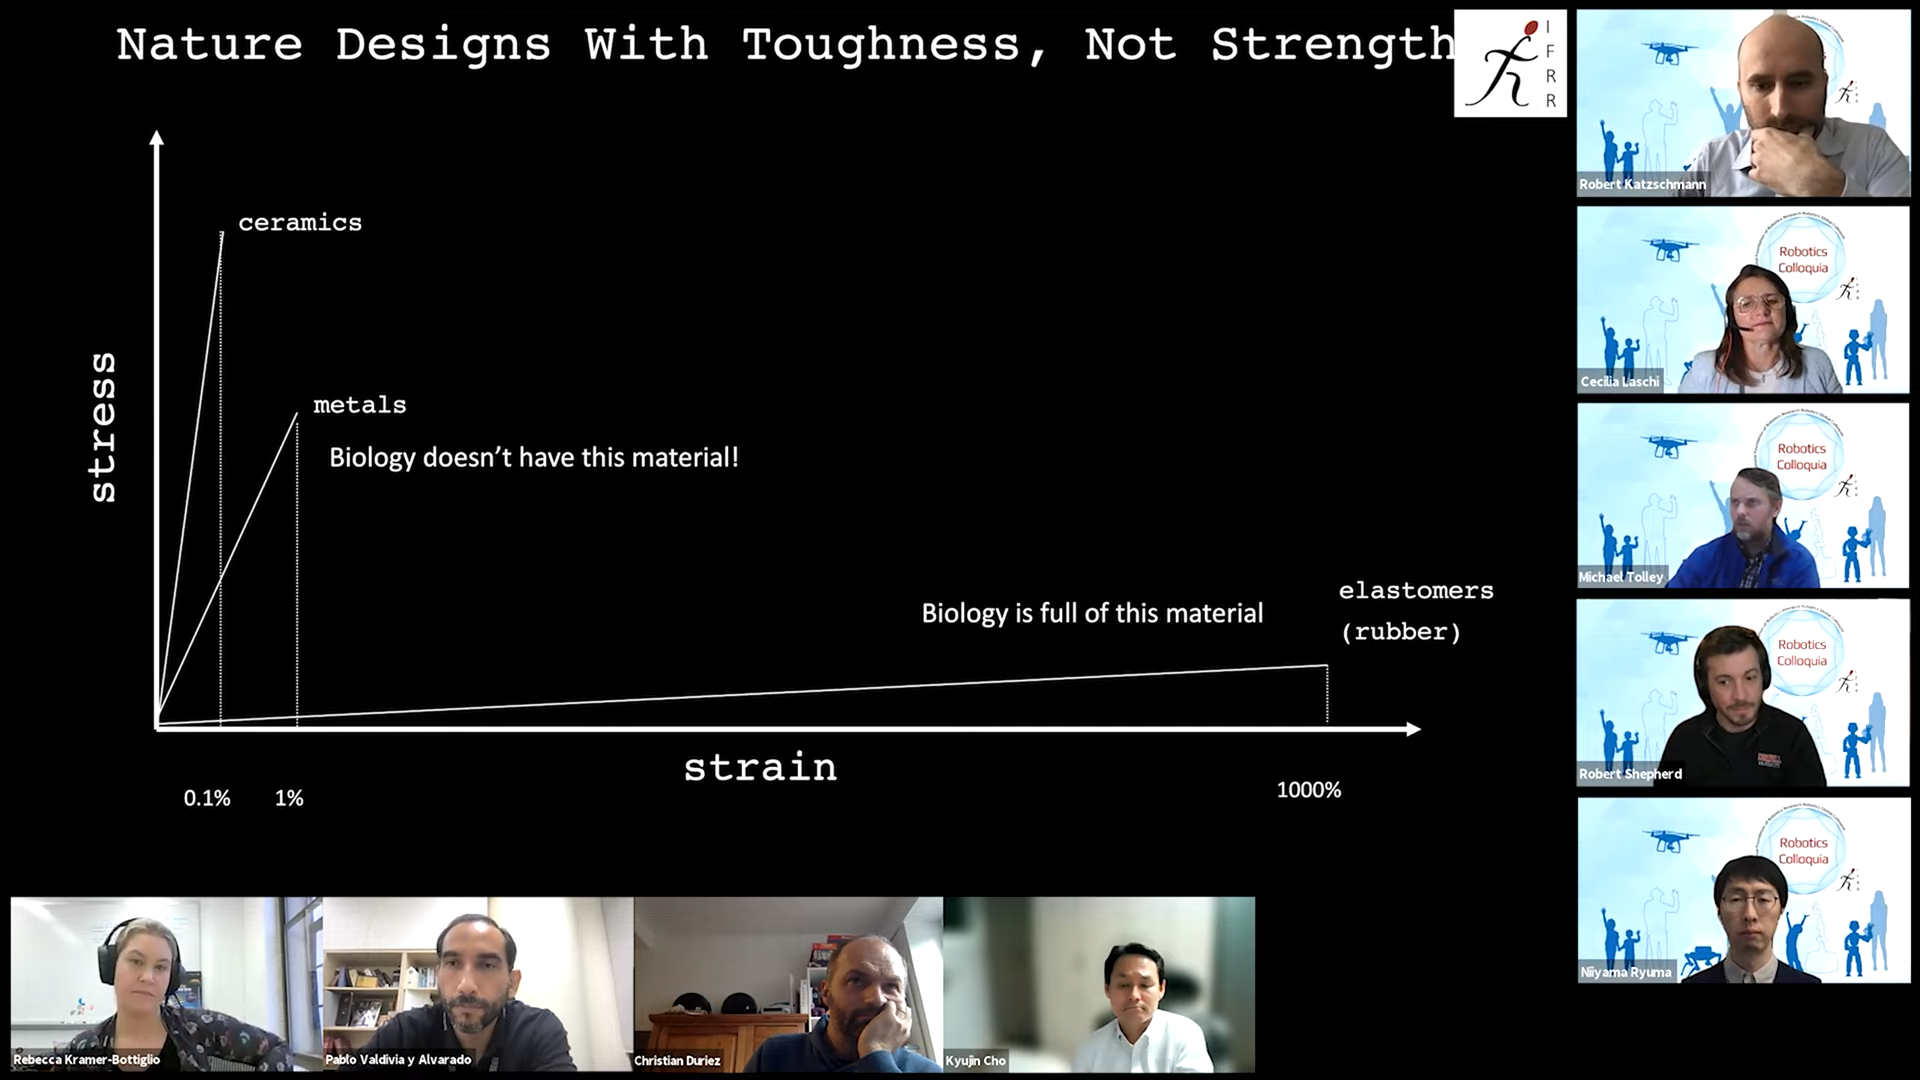 Nature Designs With Toughness, Not Strength
I
F
R
R
ceramics
metals
Biology doesn't have this material!
stress
elastomers
(rubber)
Biology is full of this material
strain
0.1% 1% 1000%
Robert Katzschmann
Robotics
Colloquia
Cecilia Laschi
Robotics
Colloquia
Michael Tolley
Robotics
Colloquia
Robert Shepherd
Robotics
Colloquia
Niiyama Ryuma
Rebecca Kramer-Bottiglio
Pablo Valdivia y Alvarado
Christian Duriez
Kyujin Cho